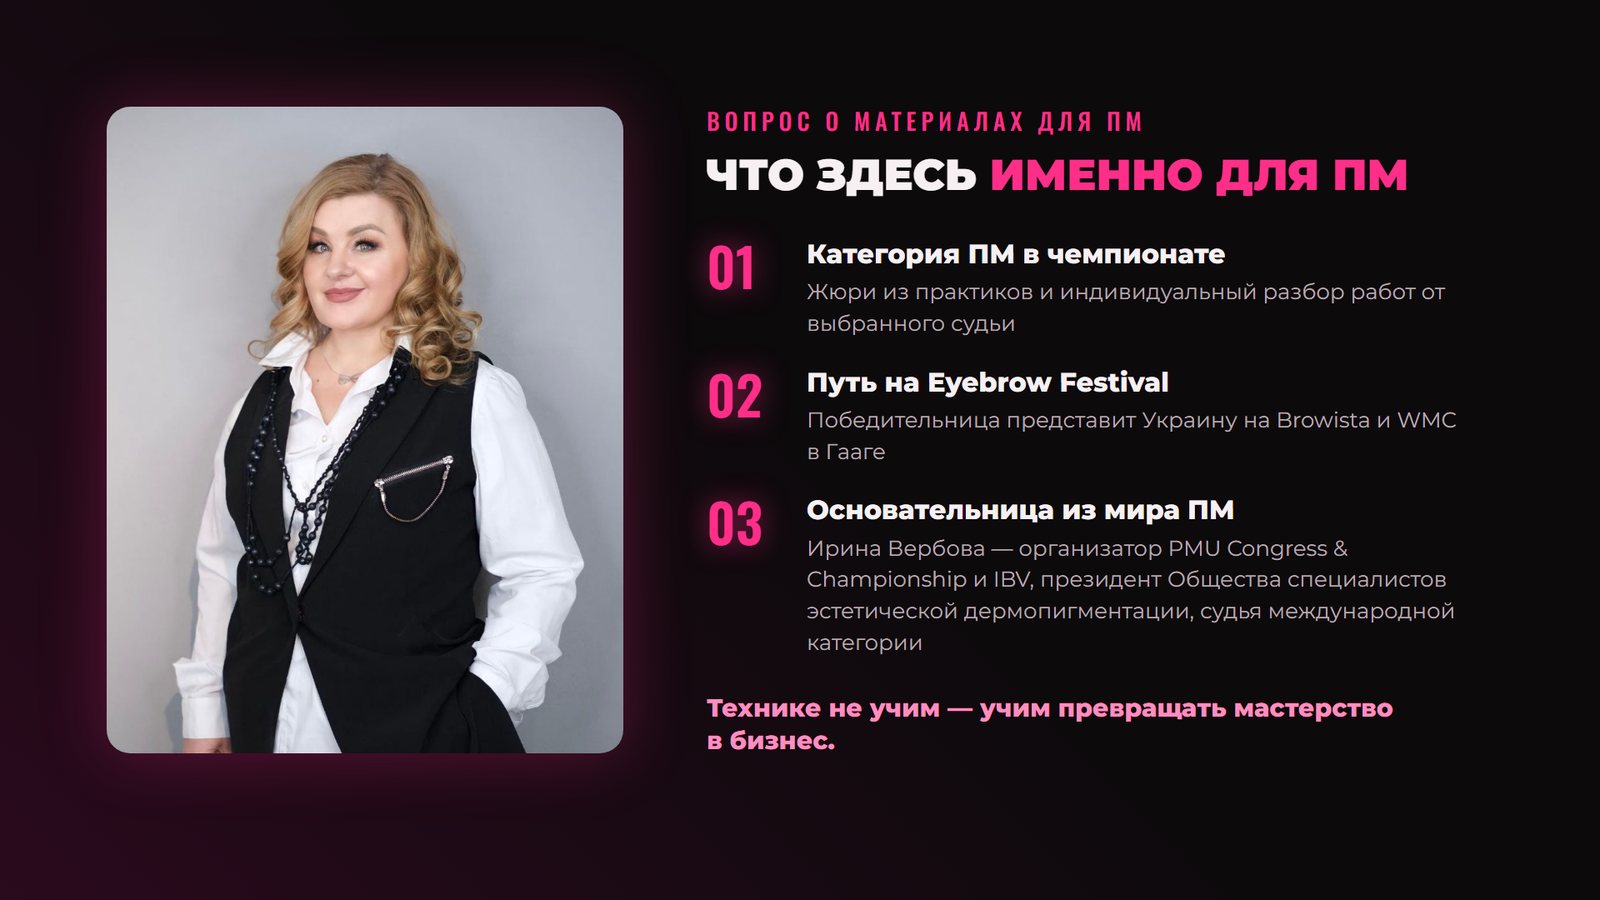 ВОПРОС О МАТЕРИАЛАХ ДЛЯ ПМ
ЧТО ЗДЕСЬ ИМЕННО ДЛЯ ПМ
01
Категория ПМ в чемпионате
Жюри из практиков и индивидуальный разбор работ от
выбранного судьи
02
Путь на Eyebrow Festival
Победительница представит Украину на Browista и WMC
в Гааге
03
Основательница из мира ПМ
Ирина Вербова — организатор PMU Congress &
Championship и IBV, президент Общества специалистов
эстетической дермопигментации, судья международной
категории
Технике не учим — учим превращать мастерство
в бизнес.